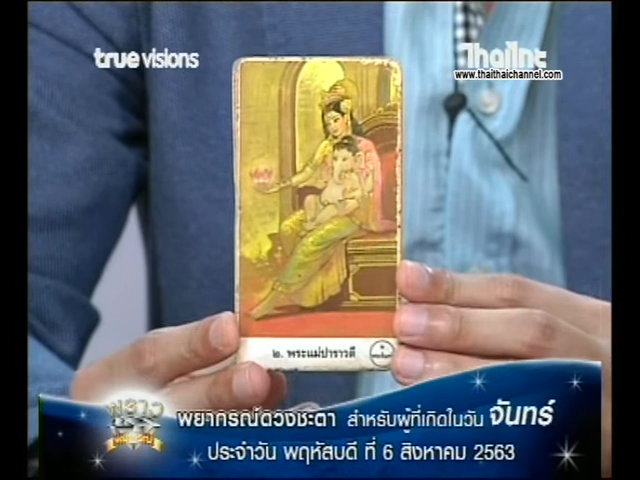 true visions
ThaiThai
www.thaithaichannel.com
๒. พระแม่ปาราวตี
พยากรณ์ดวงชะตา สำหรับผู้ที่เกิดในวัน จันทร์
ประจำวัน พฤหัสบดี ที่ 6 สิงหาคม 2563